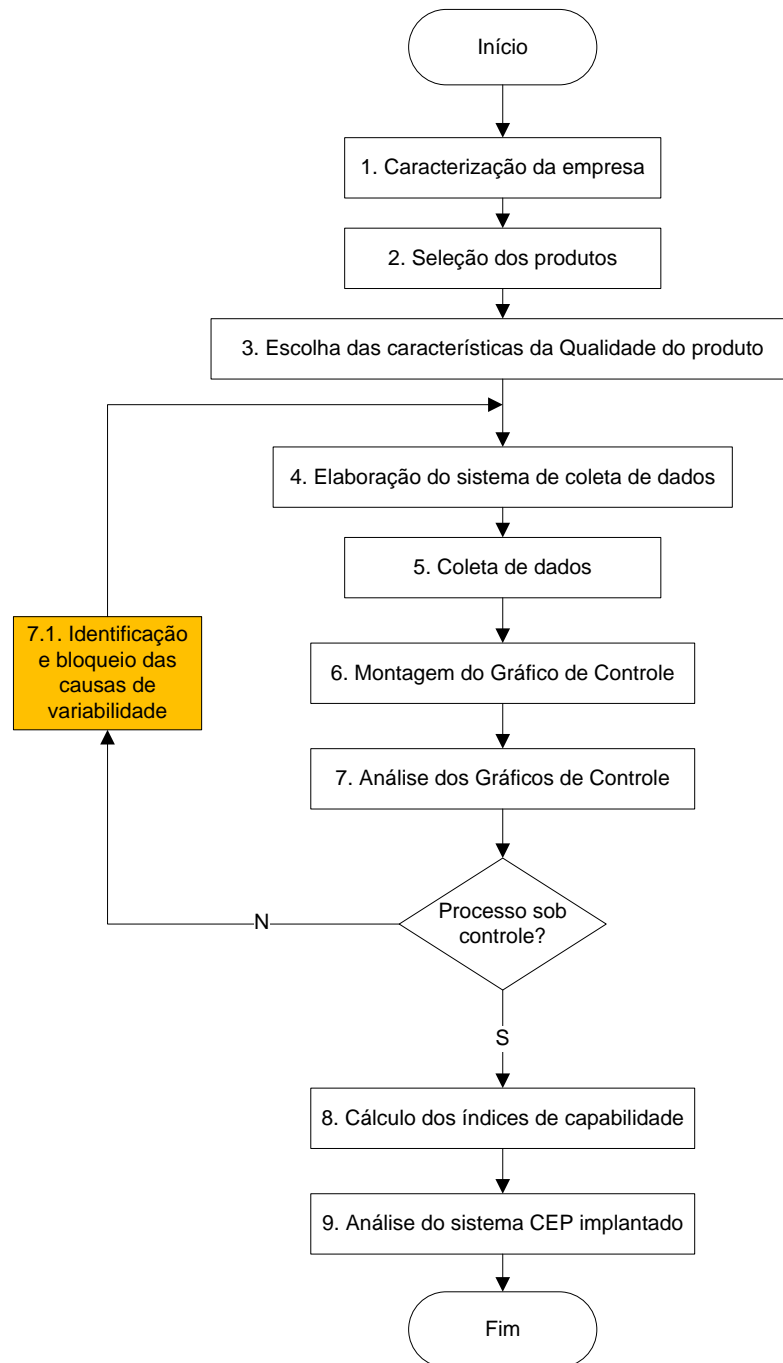 Início
1. Caracterização da empresa
2. Seleção dos produtos
3. Escolha das características da Qualidade do produto
4. Elaboração do sistema de coleta de dados
5. Coleta de dados
7.1. Identificação
e bloqueio das
causas de
variabilidade
6. Montagem do Gráfico de Controle
7. Análise dos Gráficos de Controle
Processo sob
controle?
N
S
8. Cálculo dos índices de capabilidade
9. Análise do sistema CEP implantado
Fim